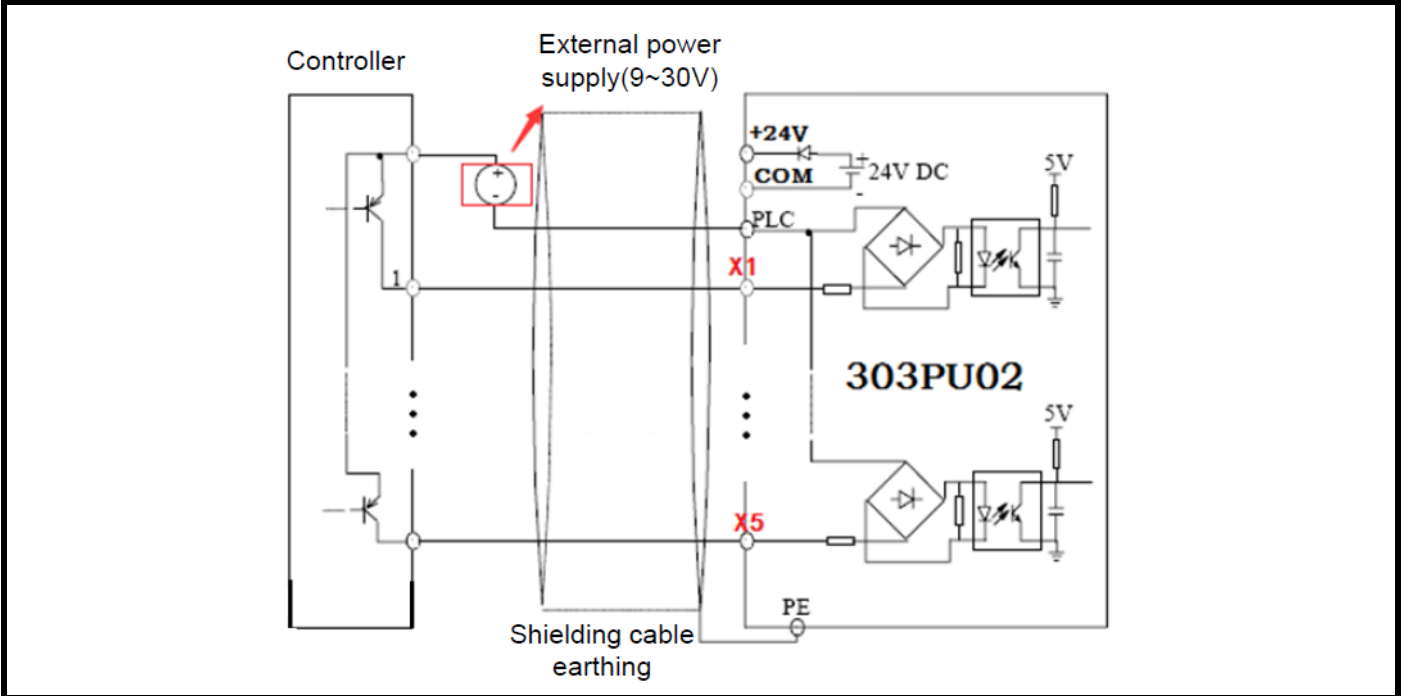 Controller
External power
supply(9~30V)
+24V
COM
+
24V DC
-
5V
PLC
+
-
X1
1
303PU02
5V
X5
PE
Shielding cable
earthing